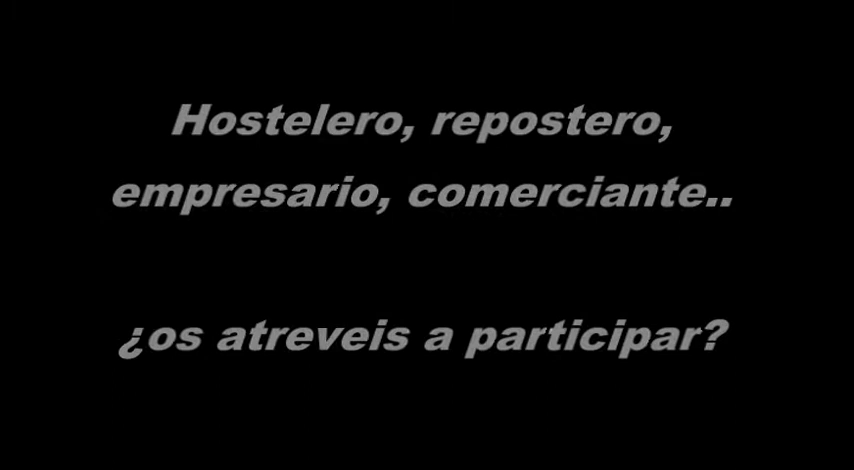 Hostelero, repostero,
empresario, comerciante..
¿os atreveis a participar?